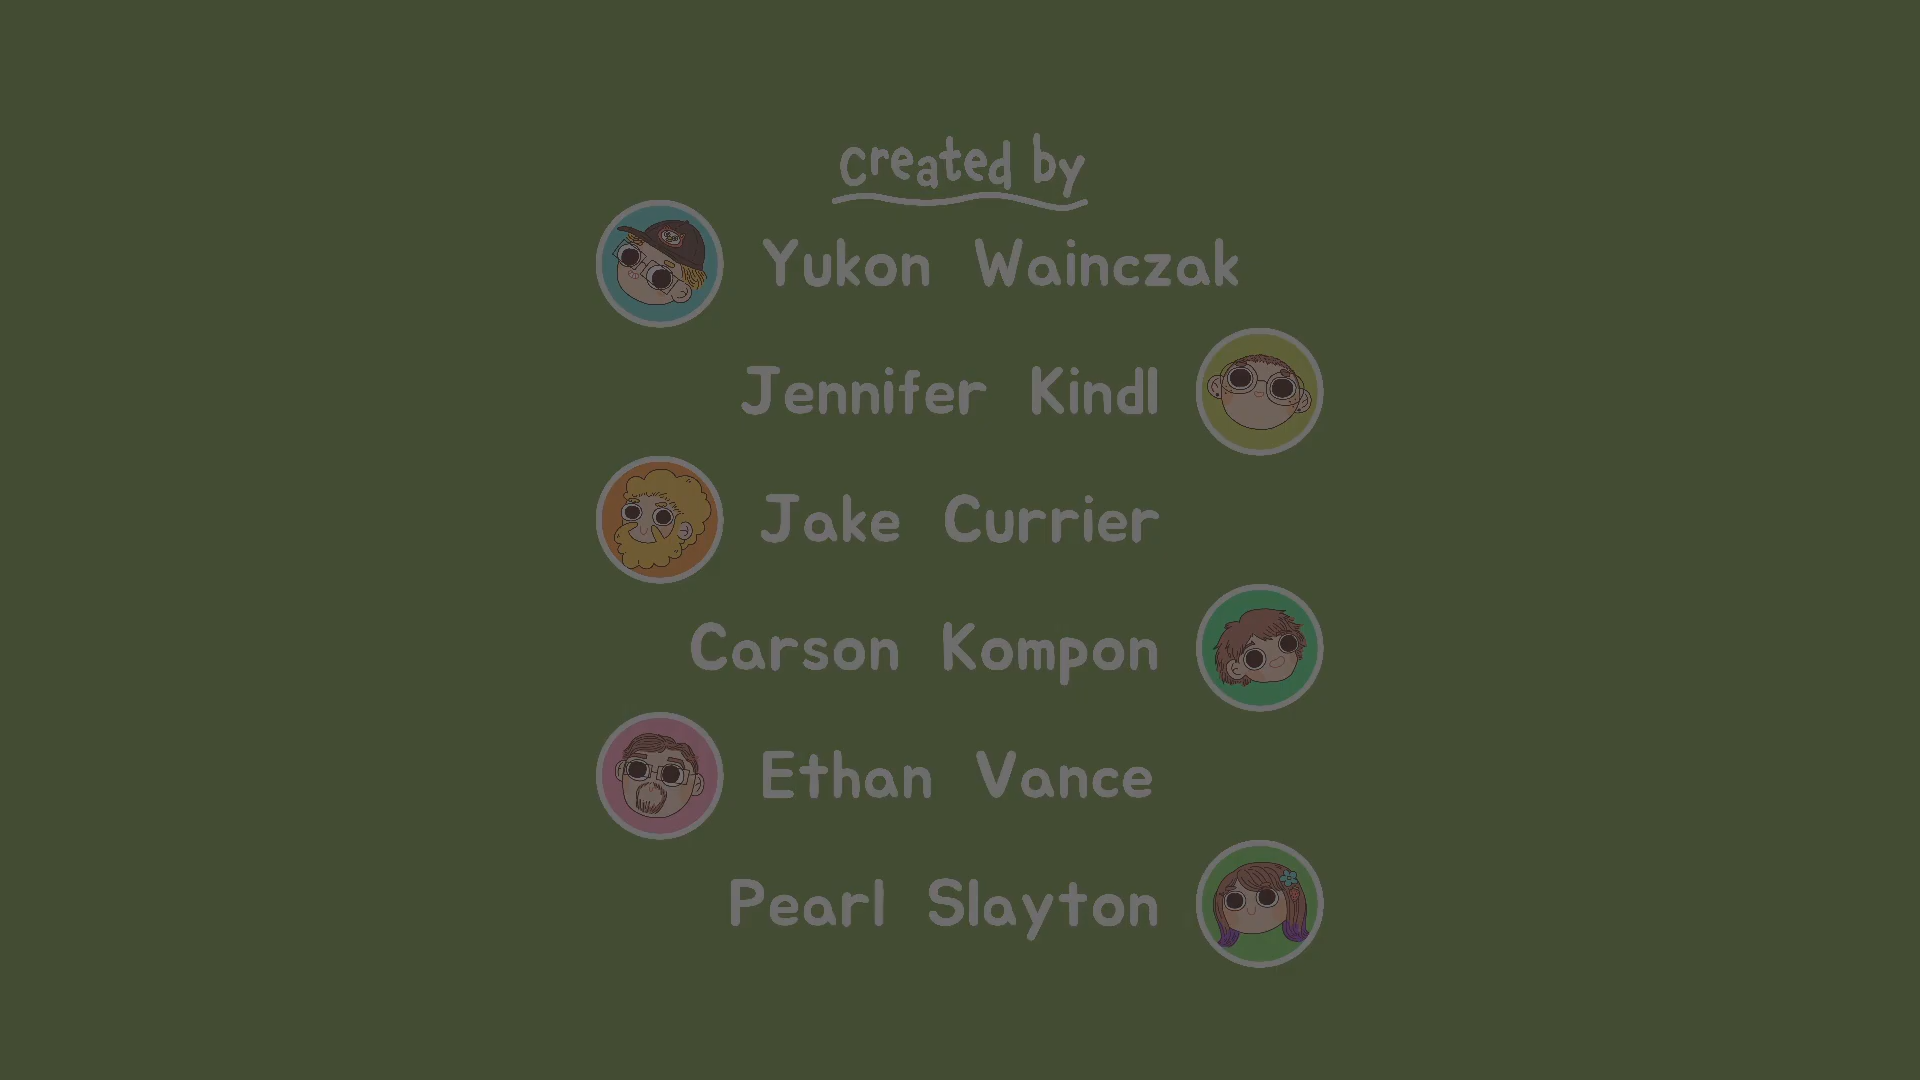 created by
Yukon Wainczak
Jennifer Kindl
Jake Currier
Carson Kompon
Ethan Vance
Pearl Slayton